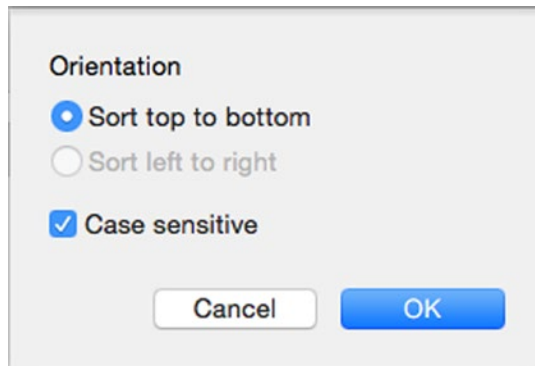 Orientation
Sort top to bottom
Sort left to right
Case sensitive
Cancel OK